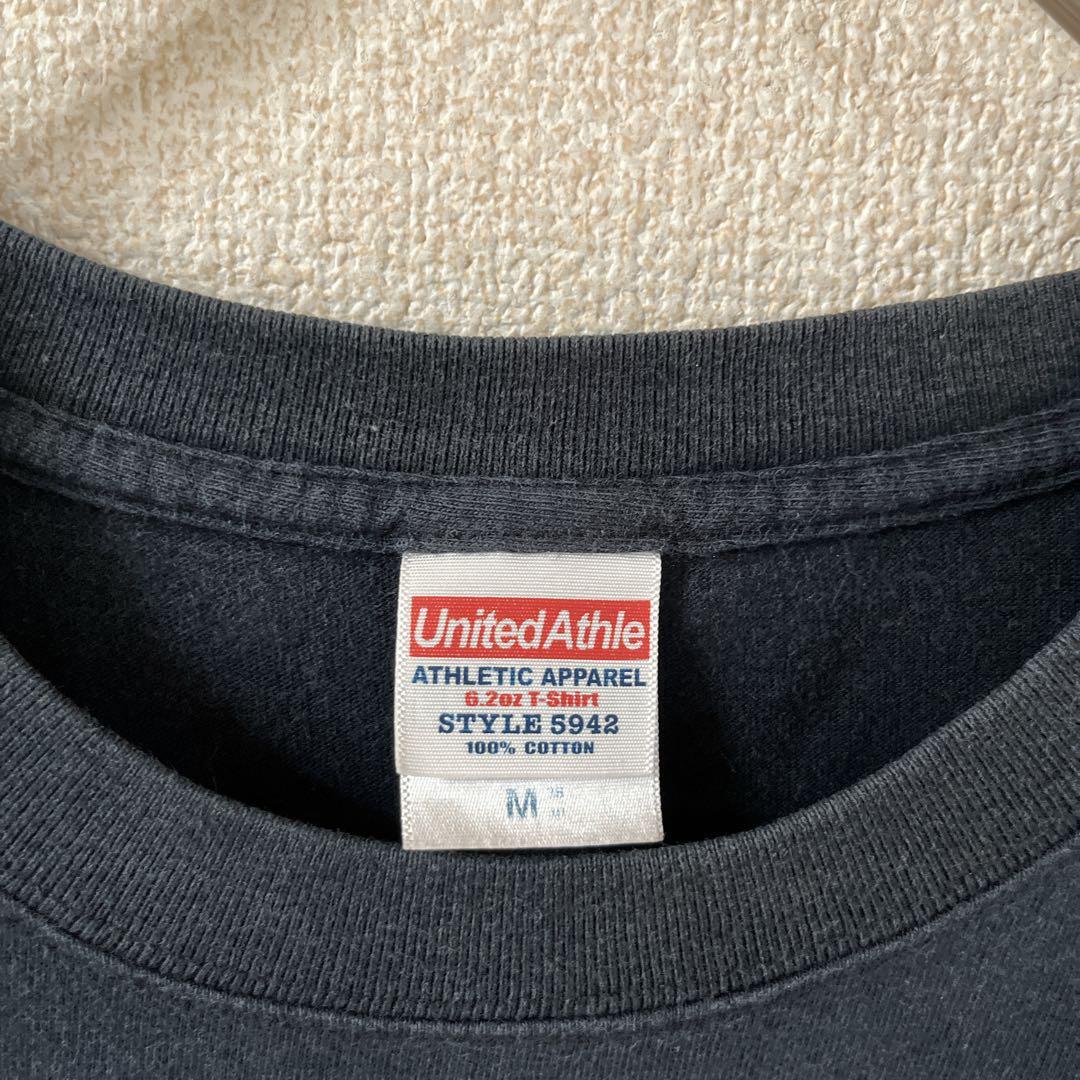 UnitedAthle
ATHLETIC APPAREL
6.2oz T-Shirt
STYLE 5942
100% COTTON
M